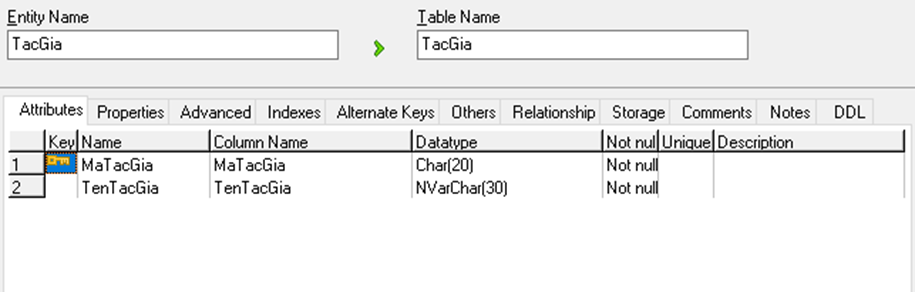 Entity Name Table Name
TacGia TacGia
Attributes Properties Advanced Indexes Alternate Keys Others Relationship Storage Comments Notes DDL
Key Name Column Name Datatype Not nul Unique Description
1 MaTacGia MaTacGia Char(20) Not null
2 TenTacGia TenTacGia NVarChar(30) Not null